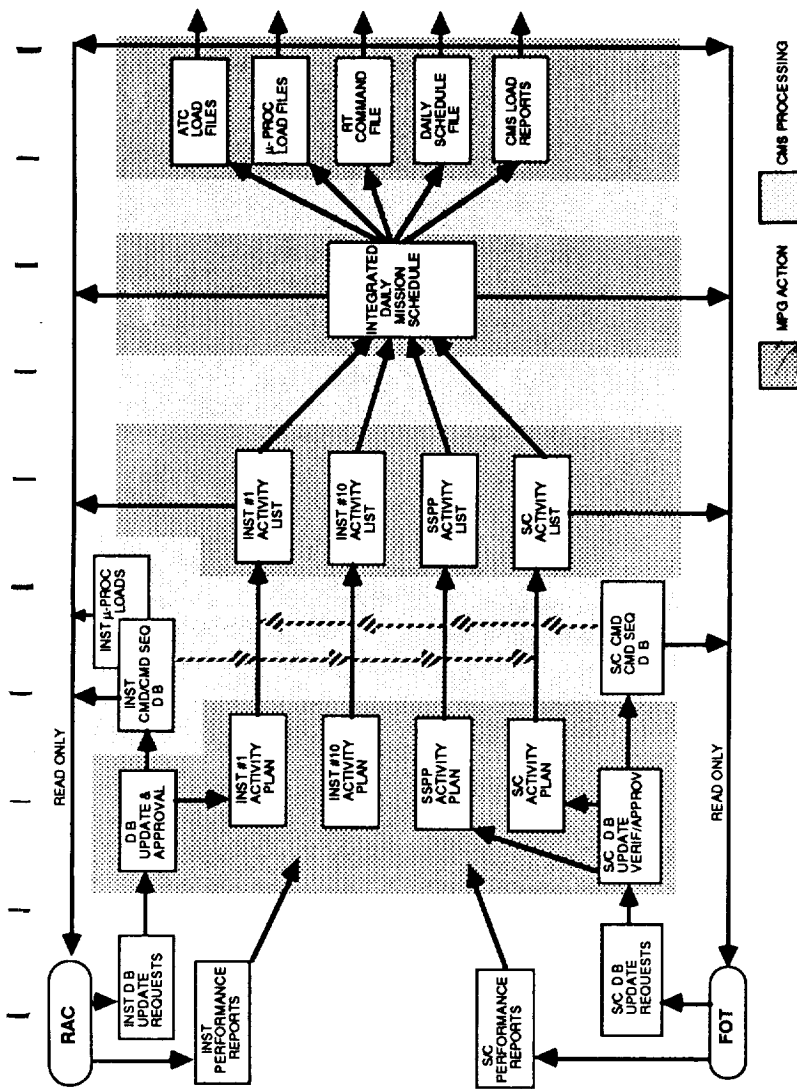 RAC
READ ONLY
INST D B
UPDATE
REQUESTS
INST
PERFORMANCE
REPORTS
D B
UPDATE &
APPROVAL
INST
CMD/CMD SEQ
D B
INST µ-PROC
LOADS
INST #1
ACTIVITY
PLAN
INST #10
ACTIVITY
PLAN
SSPP
ACTIVITY
PLAN
S/C
ACTIVITY
PLAN
INST #1
ACTIVITY
LIST
INST #10
ACTIVITY
LIST
SSPP
ACTIVITY
LIST
S/C
ACTIVITY
LIST
INTEGRATED
DAILY
MISSION
SCHEDULE
ATC
LOAD
FILES
µ- PROC
LOAD FILES
RT
COMMAND
FILE
DAILY
SCHEDULE
FILE
CMS LOAD
REPORTS
S/C
PERFORMANCE
REPORTS
S/C D B
UPDATE
REQUESTS
S/C D B
UPDATE
VERIF/APPROV
S/C CMD
CMD SEQ
D B
FOT
READ ONLY
MPG ACTION
CMS PROCESSING